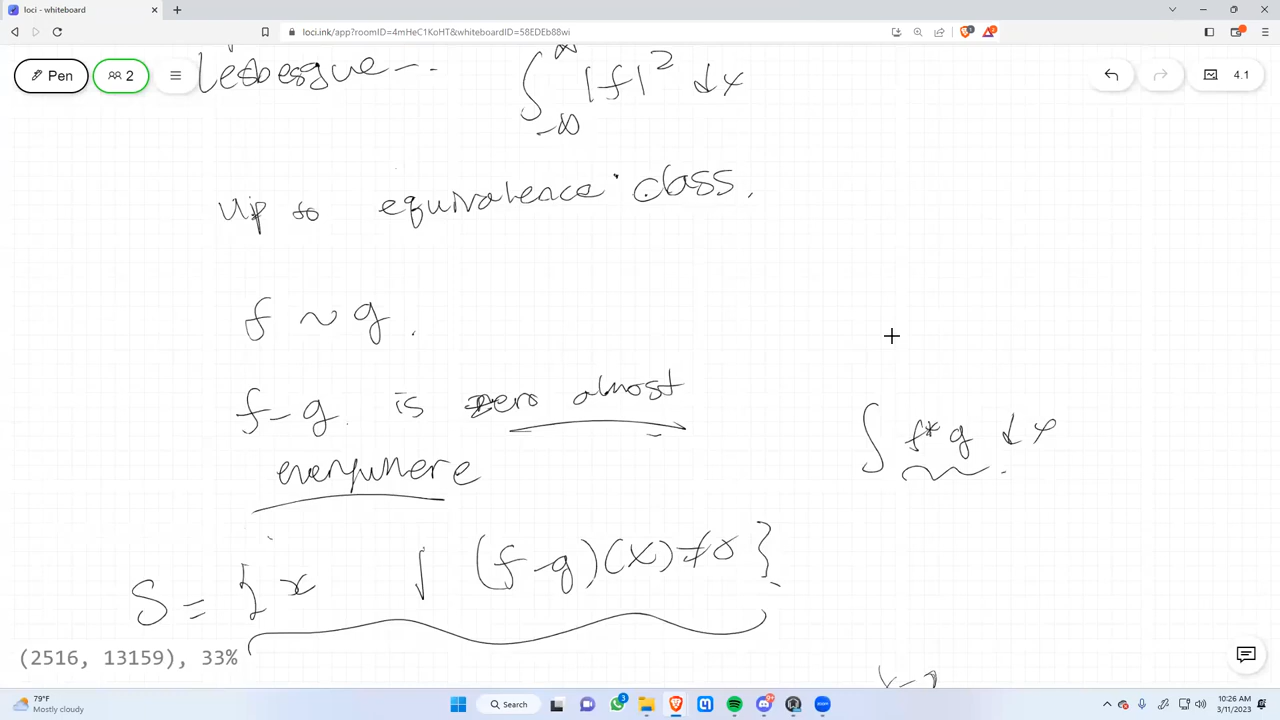 loci - whiteboard
loci.ink/app?roomID=4mHeC1KoHT&whiteboardID=58EDEb88wi
Pen
2
4.1
Lesbesgue -- .
∫_{-∞}^{∞} |f|² dx
up to equivalence class.
f ~ g .
f-g. is zero almost
everywhere
∫ f* g dx
S = { x | (f-g)(x)≠0 }
(2516, 13159), 33%
79°F
Mostly cloudy
Search
3
10:26 AM
3/11/2023